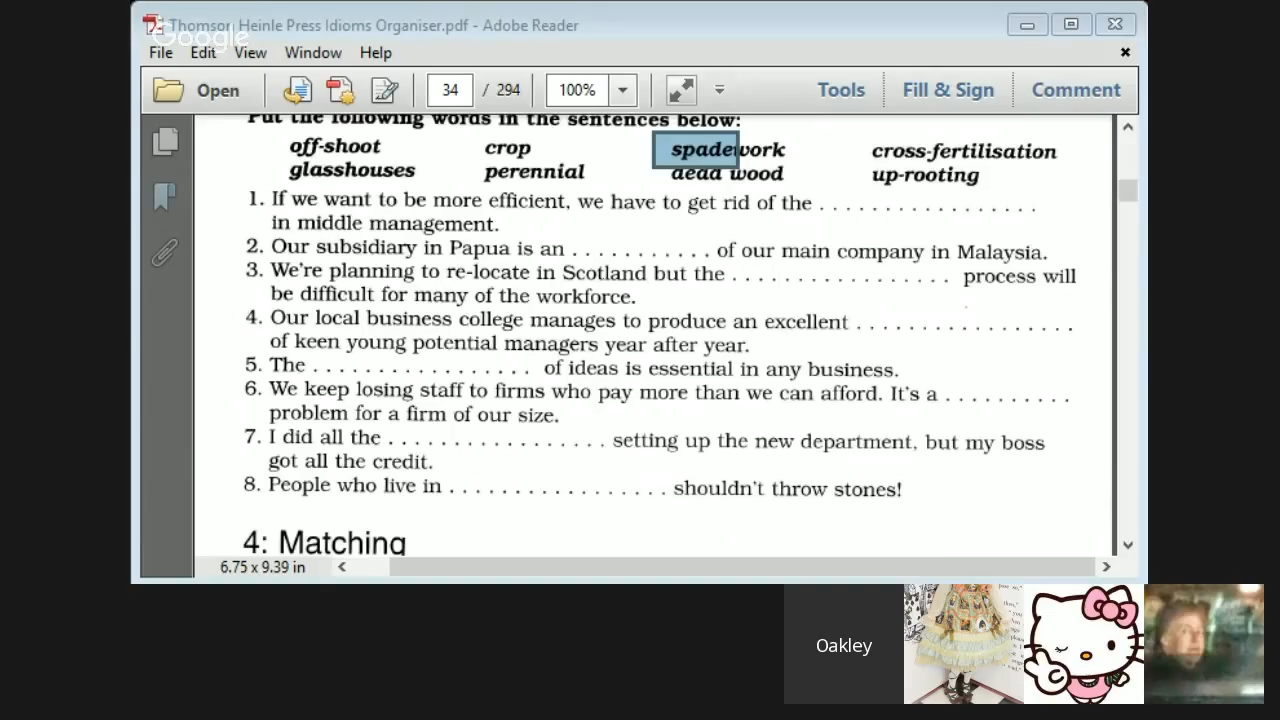 Thomson Heinle Press Idioms Organiser.pdf - Adobe Reader
Google
File Edit View Window Help
Open 34 / 294 100% Tools Fill & Sign Comment
Put the following words in the sentences below:
off-shoot crop spadework cross-fertilisation
glasshouses perennial dead wood up-rooting
1. If we want to be more efficient, we have to get rid of the . . . . . . . . . . . . . . . . .
in middle management.
2. Our subsidiary in Papua is an . . . . . . . . . . . of our main company in Malaysia.
3. We're planning to re-locate in Scotland but the . . . . . . . . . . . . . . . . . process will
be difficult for many of the workforce.
4. Our local business college manages to produce an excellent . . . . . . . . . . . . . . . . .
of keen young potential managers year after year.
5. The . . . . . . . . . . . . . . . . . of ideas is essential in any business.
6. We keep losing staff to firms who pay more than we can afford. It's a . . . . . . . . . .
problem for a firm of our size.
7. I did all the . . . . . . . . . . . . . . . . . setting up the new department, but my boss
got all the credit.
8. People who live in . . . . . . . . . . . . . . . . . shouldn't throw stones!
4: Matching
6.75 x 9.39 in
Oakley